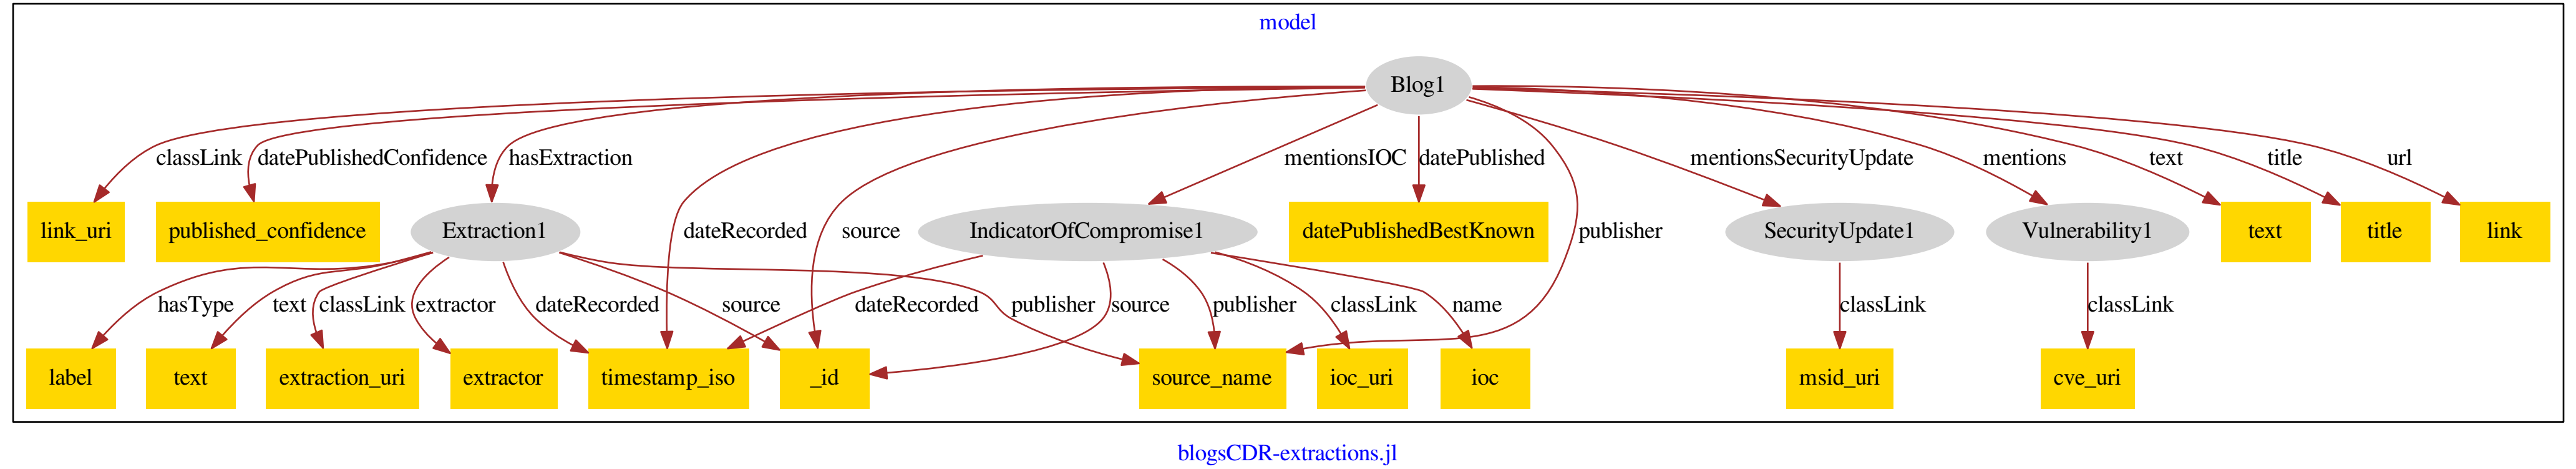 model
Blog1
classLink
datePublishedConfidence
hasExtraction
mentionsIOC
datePublished
mentionsSecurityUpdate
mentions
text
title
url
link_uri
published_confidence
Extraction1
dateRecorded
source
IndicatorOfCompromise1
datePublishedBestKnown
publisher
SecurityUpdate1
Vulnerability1
text
title
link
hasType
text
classLink
extractor
dateRecorded
source
dateRecorded
publisher
source
publisher
classLink
name
classLink
classLink
label
text
extraction_uri
extractor
timestamp_iso
_id
source_name
ioc_uri
ioc
msid_uri
cve_uri
blogsCDR-extractions.jl